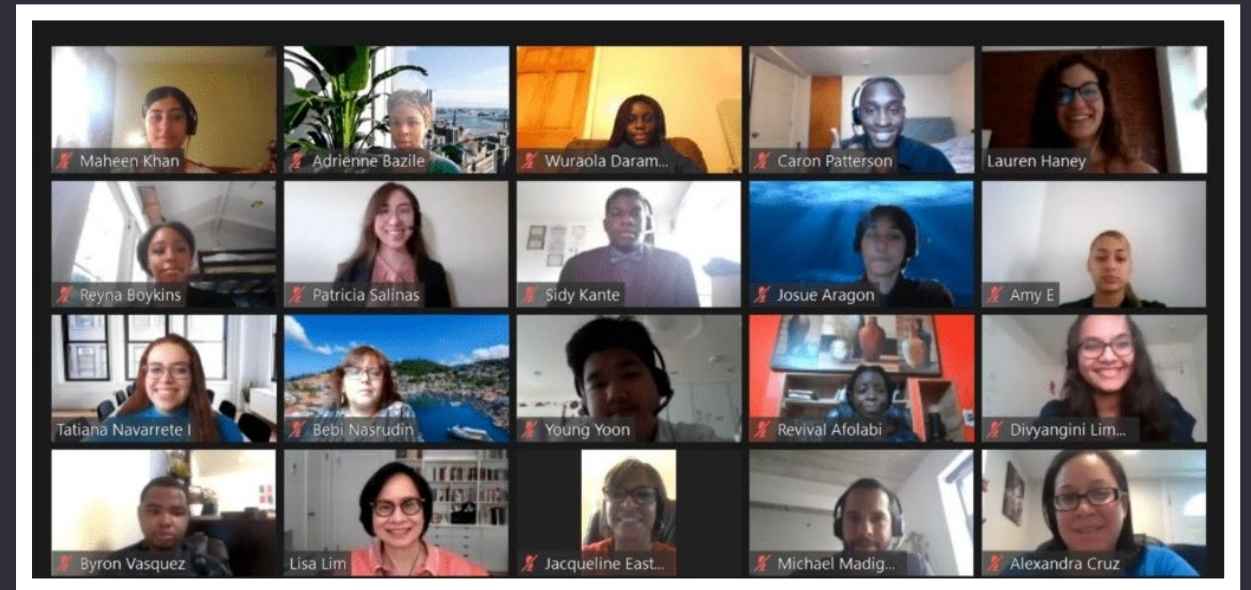 Maheen Khan
Adrienne Bazile
Wuraola Daram...
Caron Patterson
Lauren Haney
Reyna Boykins
Patricia Salinas
Sidy Kante
Josue Aragon
Amy E
Tatiana Navarrete I
Bebi Nasrudin
Young Yoon
Revival Afolabi
Divyangini Lim...
Byron Vasquez
Lisa Lim
Jacqueline East...
Michael Madig...
Alexandra Cruz